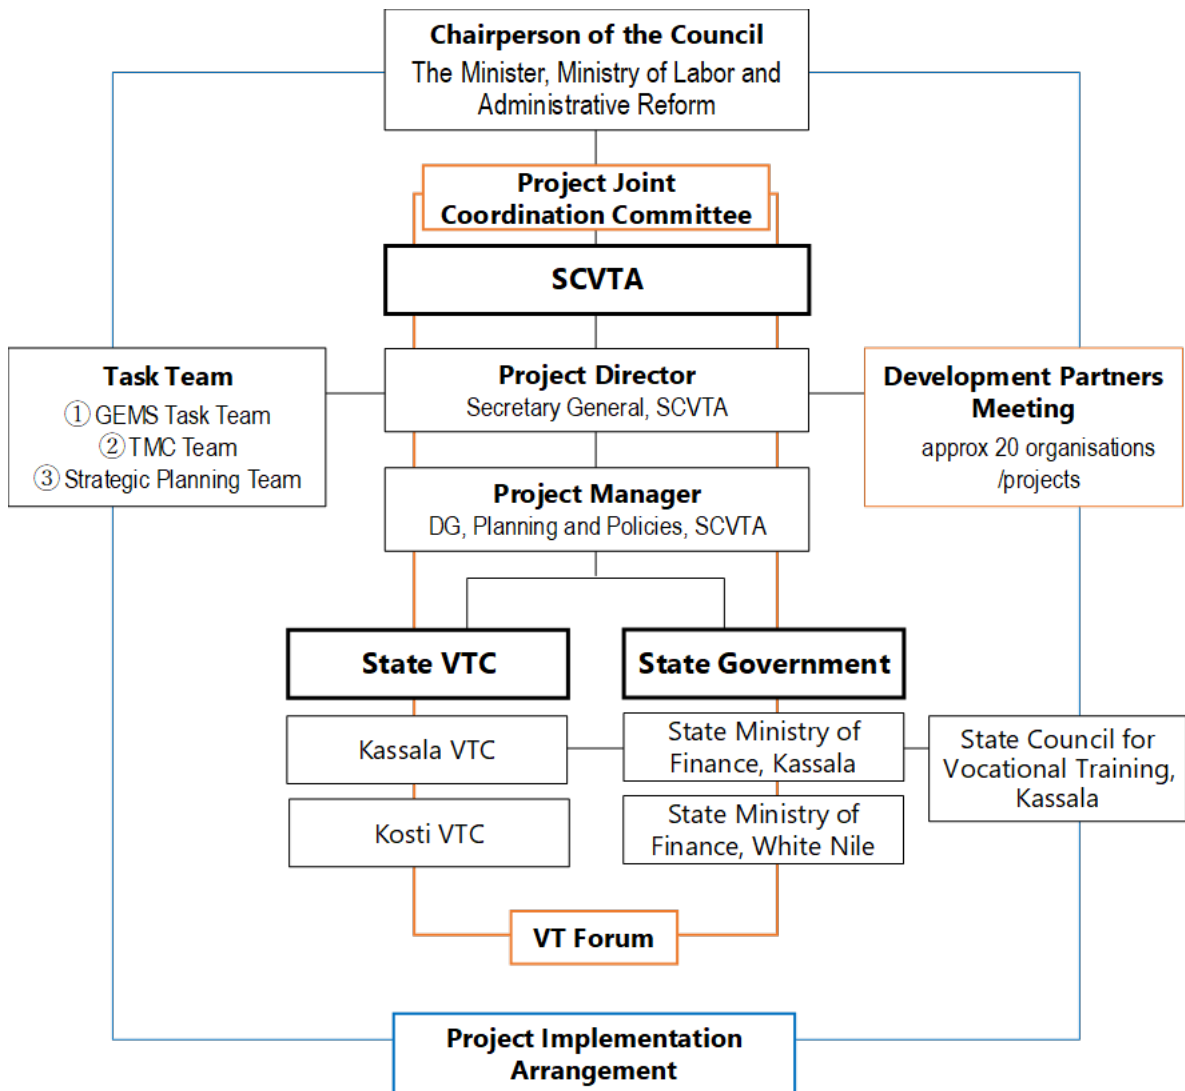 Chairperson of the Council
The Minister, Ministry of Labor and
Administrative Reform
Project Joint
Coordination Committee
SCVTA
Task Team
① GEMS Task Team
② TMC Team
③ Strategic Planning Team
Project Director
Secretary General, SCVTA
Development Partners
Meeting
approx 20 organisations
/projects
Project Manager
DG, Planning and Policies, SCVTA
State VTC
State Government
Kassala VTC
State Ministry of
Finance, Kassala
State Council for
Vocational Training,
Kassala
Kosti VTC
State Ministry of
Finance, White Nile
VT Forum
Project Implementation
Arrangement